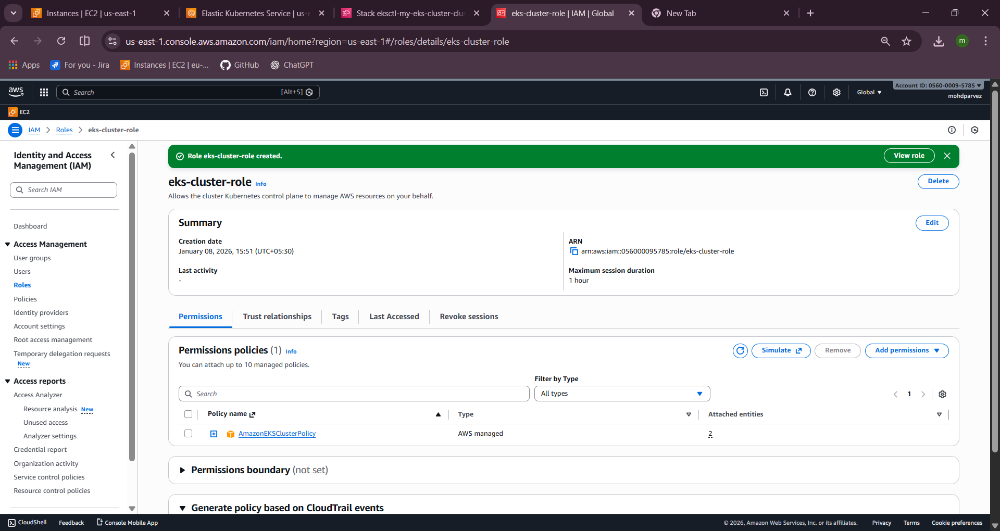 Instances | EC2 | us-east-1
Elastic Kubernetes Service | us-e
Stack eksctl-my-eks-cluster-clus
eks-cluster-role | IAM | Global
New Tab
us-east-1.console.aws.amazon.com/iam/home?region=us-east-1#/roles/details/eks-cluster-role
m
Apps
For you - Jira
Instances | EC2 | eu-...
GitHub
ChatGPT
aws
Search
[Alt+S]
Global
Account ID: 0560-0009-5785
mohdparvez
EC2
IAM
Roles
eks-cluster-role
Identity and Access
Management (IAM)
Search IAM
Dashboard
Access Management
User groups
Users
Roles
Policies
Identity providers
Account settings
Root access management
Temporary delegation requests
New
Access reports
Access Analyzer
Resource analysis New
Unused access
Analyzer settings
Credential report
Organization activity
Service control policies
Resource control policies
Role eks-cluster-role created.
View role
eks-cluster-role Info
Delete
Allows the cluster Kubernetes control plane to manage AWS resources on your behalf.
Summary
Edit
Creation date
January 08, 2026, 15:51 (UTC+05:30)
ARN
arn:aws:iam::056000095785:role/eks-cluster-role
Last activity
-
Maximum session duration
1 hour
Permissions
Trust relationships
Tags
Last Accessed
Revoke sessions
Permissions policies (1) Info
Simulate
Remove
Add permissions
You can attach up to 10 managed policies.
Filter by Type
Search
All types
1
Policy name
Type
Attached entities
AmazonEKSClusterPolicy
AWS managed
2
Permissions boundary (not set)
Generate policy based on CloudTrail events
CloudShell
Feedback
Console Mobile App
© 2026, Amazon Web Services, Inc. or its affiliates.
Privacy
Terms
Cookie preferences